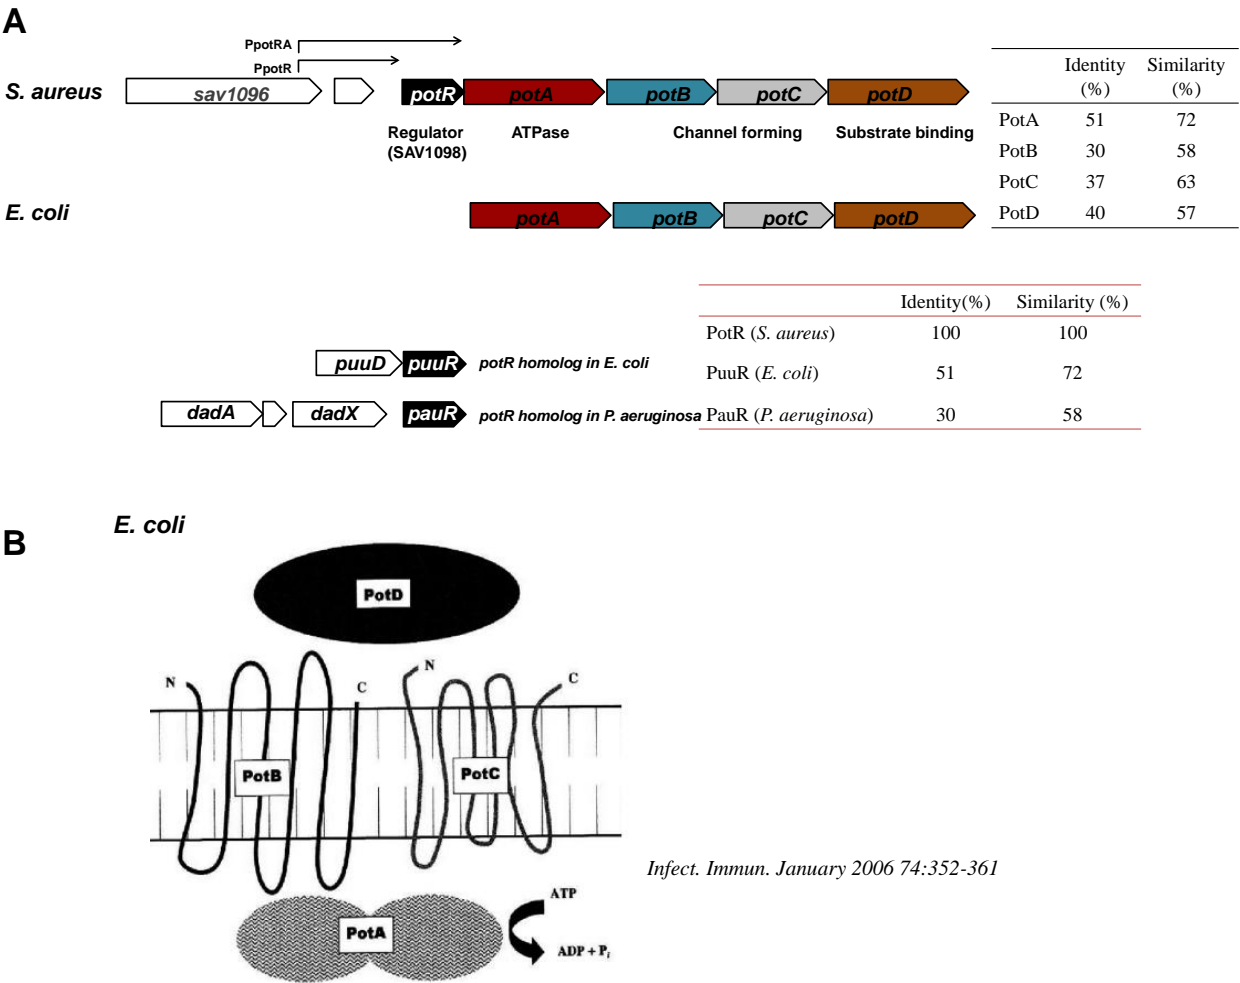 A
PpotRA
PpotR
S. aureus
sav1096
potR
potA
potB
potC
potD
Regulator
(SAV1098)
ATPase
Channel forming
Substrate binding
Identity
(%)
Similarity
(%)
PotA 51 72
PotB 30 58
PotC 37 63
PotD 40 57
E. coli
potA
potB
potC
potD
Identity(%) Similarity (%)
PotR (S. aureus) 100 100
PuuR (E. coli) 51 72
PauR (P. aeruginosa) 30 58
puuD
puuR
potR homolog in E. coli
dadA
dadX
pauR
potR homolog in P. aeruginosa
B
E. coli
PotD
N
C
N
C
PotB
PotC
PotA
ATP
ADP + Pi
Infect. Immun. January 2006 74:352-361